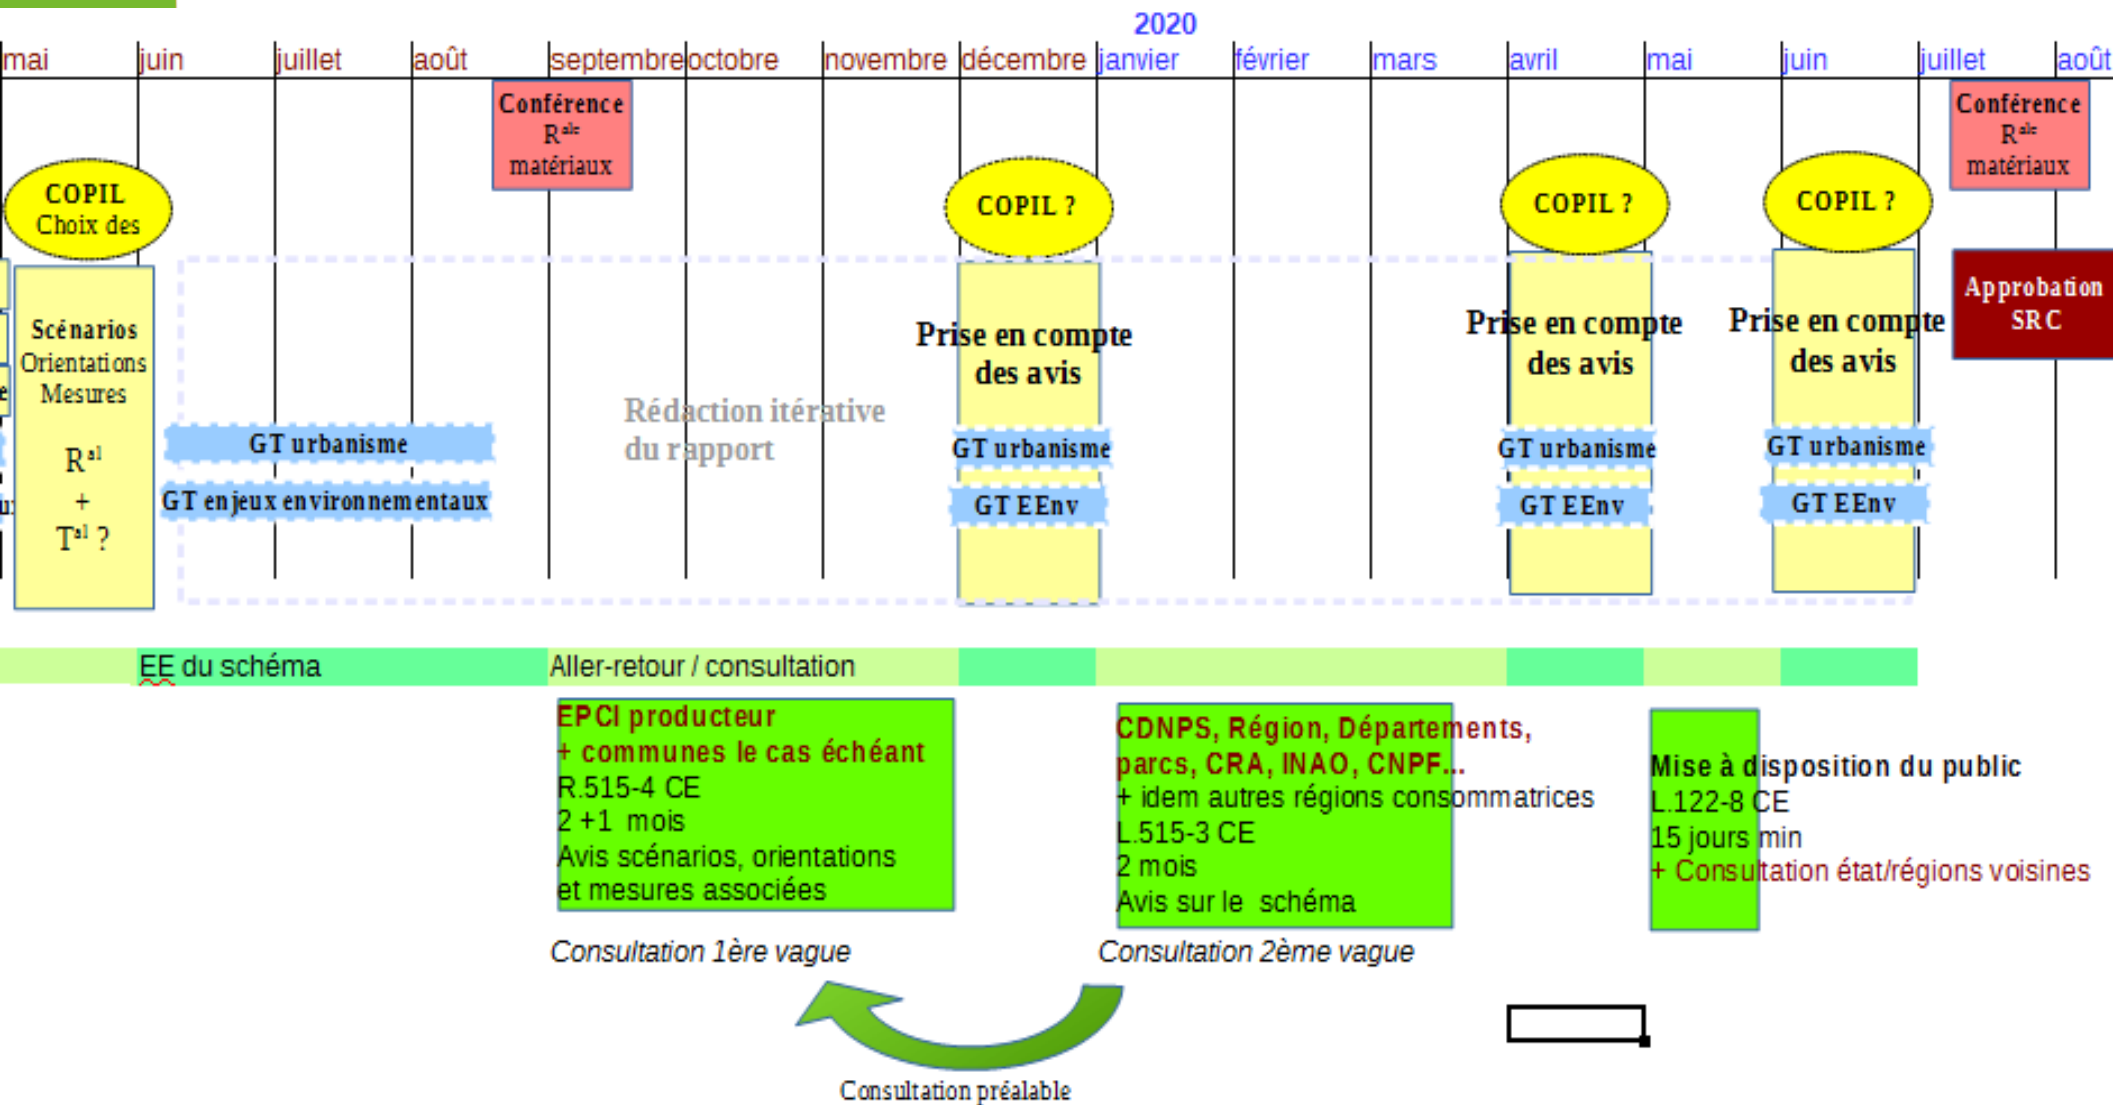 2020
mai juin juillet août septembre octobre novembre décembre janvier février mars avril mai juin juillet août
Conférence
Rale
matériaux
Conférence
Rale
matériaux
COPIL
Choix des
COPIL ?
COPIL ?
COPIL ?
Scénarios
Orientations
Mesures
Ral
+
Tal ?
GT urbanisme
GT enjeux environnementaux
Rédaction itérative
du rapport
Prise en compte
des avis
GT urbanisme
GT EEnv
Prise en compte
des avis
GT urbanisme
GT EEnv
Prise en compte
des avis
GT urbanisme
GT EEnv
Approbation
SRC
EE du schéma
Aller-retour / consultation
EPCI producteur
+ communes le cas échéant
R.515-4 CE
2 +1 mois
Avis scénarios, orientations
et mesures associées
Consultation 1ère vague
CDNPS, Région, Départements,
parcs, CRA, INAO, CNPF...
+ idem autres régions consommatrices
L.515-3 CE
2 mois
Avis sur le schéma
Consultation 2ème vague
Mise à disposition du public
L.122-8 CE
15 jours min
+ Consultation état/régions voisines
Consultation préalable